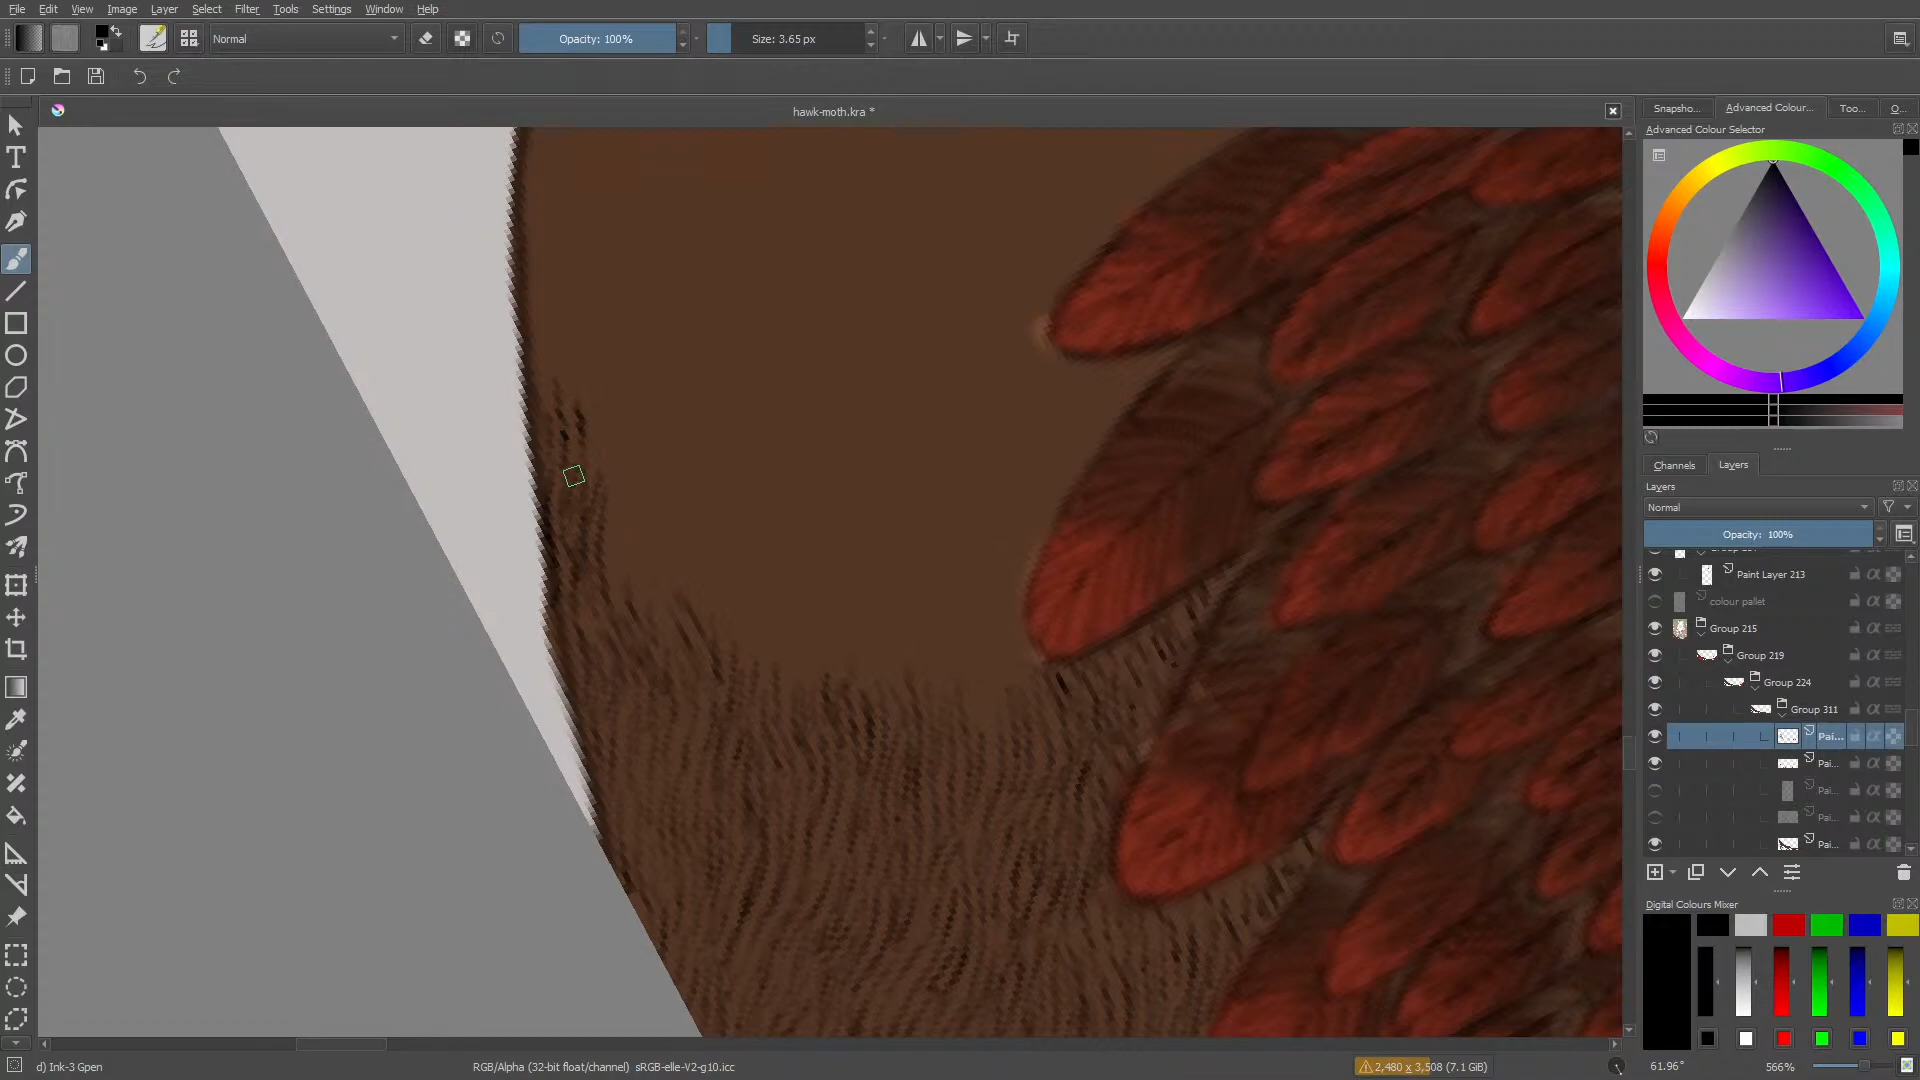 File Edit View Image Layer Select Filter Tools Settings Window Help
Normal
Opacity: 100%
Size: 3.65 px
hawk-moth.kra *
Snapsho...
Advanced Colour...
Too...
O...
Advanced Colour Selector
Channels
Layers
Layers
Normal
Opacity: 100%
Paint Layer 213
colour pallet
Group 215
Group 219
Group 224
Group 311
Pai...
Pai...
Pai...
Pai...
Pai...
Digital Colours Mixer
d) Ink-3 Gpen
RGB/Alpha (32-bit float/channel) sRGB-elle-V2-g10.icc
2,480 x 3,508 (7.1 GiB)
61.96°
566%